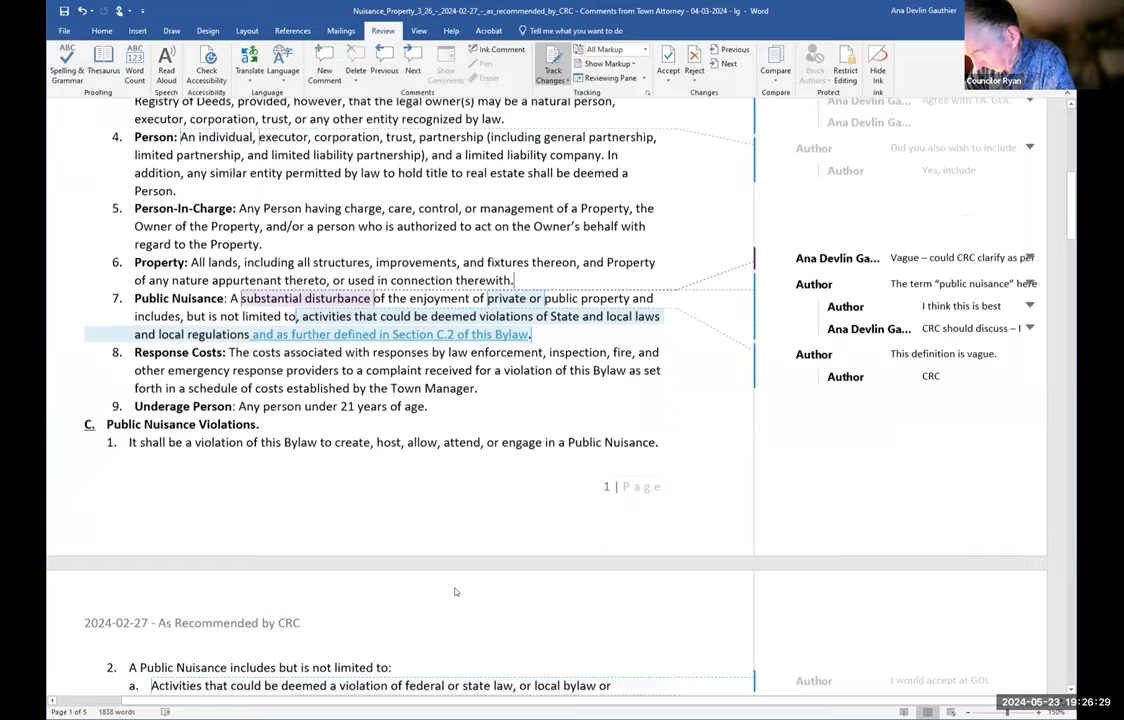 Nuisance_Property_3_26_-_2024-02-27_-_as_recommended_by_CRC - Comments from Town Attorney - 04-03-2024 - lg - Word
Ana Devlin Gauthier
File Home Insert Draw Design Layout References Mailings Review View Help Acrobat Tell me what you want to do
Spelling & Grammar
Thesaurus
Word Count
Read Aloud
Check Accessibility
Translate
Language
New Comment
Delete
Previous
Next
Show Comments
Ink Comment
Pen
Eraser
Track Changes
All Markup
Show Markup
Reviewing Pane
Accept
Reject
Previous
Next
Compare
Block Authors
Restrict Editing
Hide Ink
Proofing
Speech
Accessibility
Language
Comments
Tracking
Changes
Compare
Protect
Ink
Councilor Ryan
Registry of Deeds, provided, however, that the legal owner(s) may be a natural person,
executor, corporation, trust, or any other entity recognized by law.
4. Person: An individual, executor, corporation, trust, partnership (including general partnership,
limited partnership, and limited liability partnership), and a limited liability company. In
addition, any similar entity permitted by law to hold title to real estate shall be deemed a
Person.
5. Person-In-Charge: Any Person having charge, care, control, or management of a Property, the
Owner of the Property, and/or a person who is authorized to act on the Owner's behalf with
regard to the Property.
6. Property: All lands, including all structures, improvements, and fixtures thereon, and Property
of any nature appurtenant thereto, or used in connection therewith.
7. Public Nuisance: A substantial disturbance of the enjoyment of private or public property and
includes, but is not limited to, activities that could be deemed violations of State and local laws
and local regulations and as further defined in Section C.2 of this Bylaw.
8. Response Costs: The costs associated with responses by law enforcement, inspection, fire, and
other emergency response providers to a complaint received for a violation of this Bylaw as set
forth in a schedule of costs established by the Town Manager.
9. Underage Person: Any person under 21 years of age.
C. Public Nuisance Violations.
1. It shall be a violation of this Bylaw to create, host, allow, attend, or engage in a Public Nuisance.
1 | Page
2024-02-27 - As Recommended by CRC
2. A Public Nuisance includes but is not limited to:
a. Activities that could be deemed a violation of federal or state law, or local bylaw or
Ana Devlin Ga... Agree with TA. GOL
Ana Devlin Ga...
Author Did you also wish to include
Author Yes, include
Ana Devlin Ga... Vague – could CRC clarify as per
Author The term "public nuisance" here
Author I think this is best
Ana Devlin Ga... CRC should discuss – I
Author This definition is vague.
Author CRC
Author I would accept at GOL
Page 1 of 5 1838 words
150%
2024-05-23 19:26:29